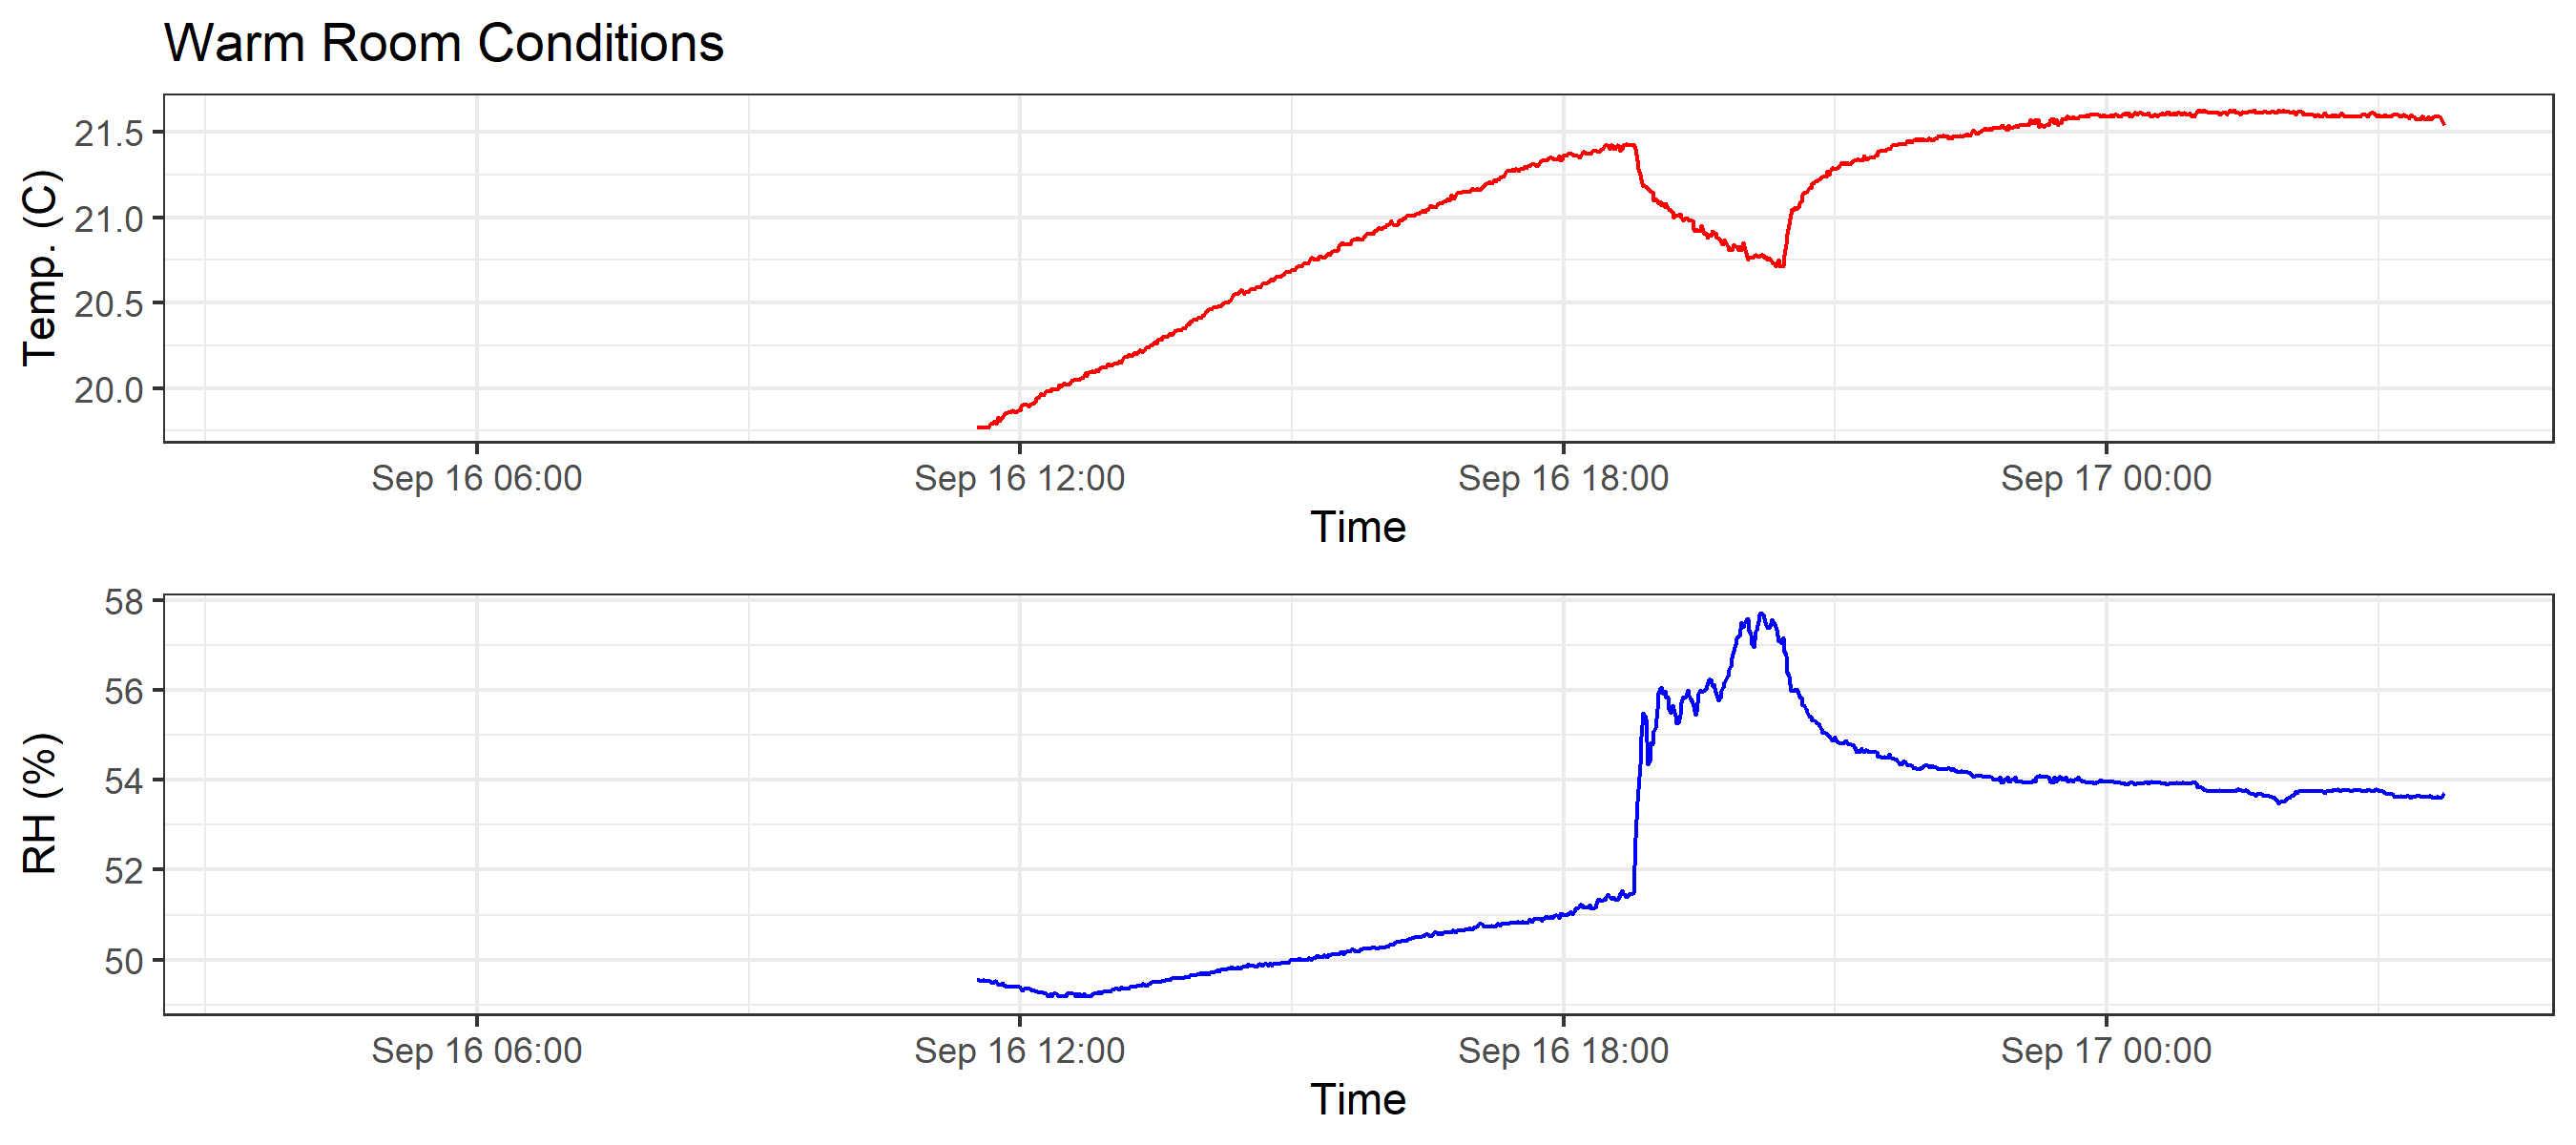 Warm Room Conditions
Temp. (C)
21.5
21.0
20.5
20.0
Sep 16 06:00 Sep 16 12:00 Sep 16 18:00 Sep 17 00:00
Time
RH (%)
58
56
54
52
50
Sep 16 06:00 Sep 16 12:00 Sep 16 18:00 Sep 17 00:00
Time